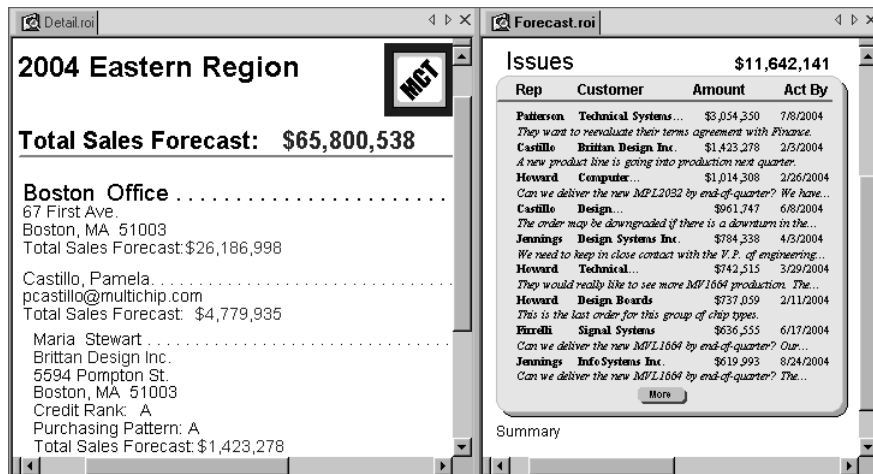 Detail.roi
2004 Eastern Region
MCT
Total Sales Forecast: $65,800,538
Boston Office . . . . . . . . . . . . . . . . . . . . . . . .
67 First Ave.
Boston, MA 51003
Total Sales Forecast: $26,186,998
Castillo, Pamela. . . . . . . . . . . . . . . . . . . . . . . . . . . . . .
pcastillo@multichip.com
Total Sales Forecast: $4,779,935
Maria Stewart . . . . . . . . . . . . . . . . . . . . . . . . . . . . . .
Brittan Design Inc.
5594 Pompton St.
Boston, MA 51003
Credit Rank: A
Purchasing Pattern: A
Total Sales Forecast: $1,423,278
Forecast.roi
Issues $11,642,141
Rep Customer Amount Act By
Patterson Technical Systems... $3,054,350 7/8/2004
They want to reevaluate their terms agreement with Finance.
Castillo Brittan Design Inc. $1,423,278 2/3/2004
A new product line is going into production next quarter.
Howard Computer... $1,014,308 2/26/2004
Can we deliver the new MPL2032 by end-of-quarter? We have...
Castillo Design... $961,747 6/8/2004
The order may be downgraded if there is a downturn in the...
Jennings Design Systems Inc. $784,338 4/3/2004
We need to keep in close contact with the V.P. of engineering...
Howard Technical... $742,515 3/29/2004
They would really like to see more MV1664 production. The...
Howard Design Boards $737,059 2/11/2004
This is the last order for this group of chip types.
Firrelli Signal Systems $636,555 6/17/2004
Can we deliver the new MVL1664 by end-of-quarter? Our...
Jennings InfoSystems Inc. $619,993 8/24/2004
Can we deliver the new MVL1664 by end-of-quarter? The...
More
Summary